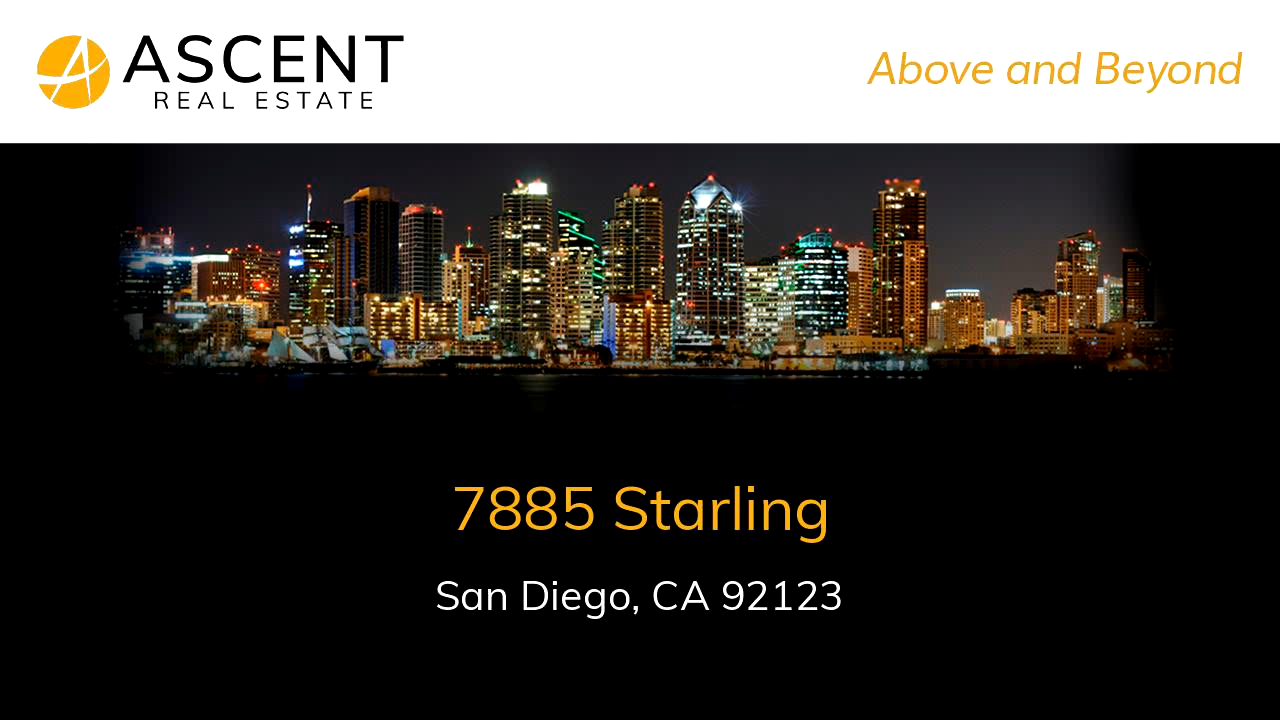 ASCENT
REAL ESTATE
Above and Beyond
7885 Starling
San Diego, CA 92123